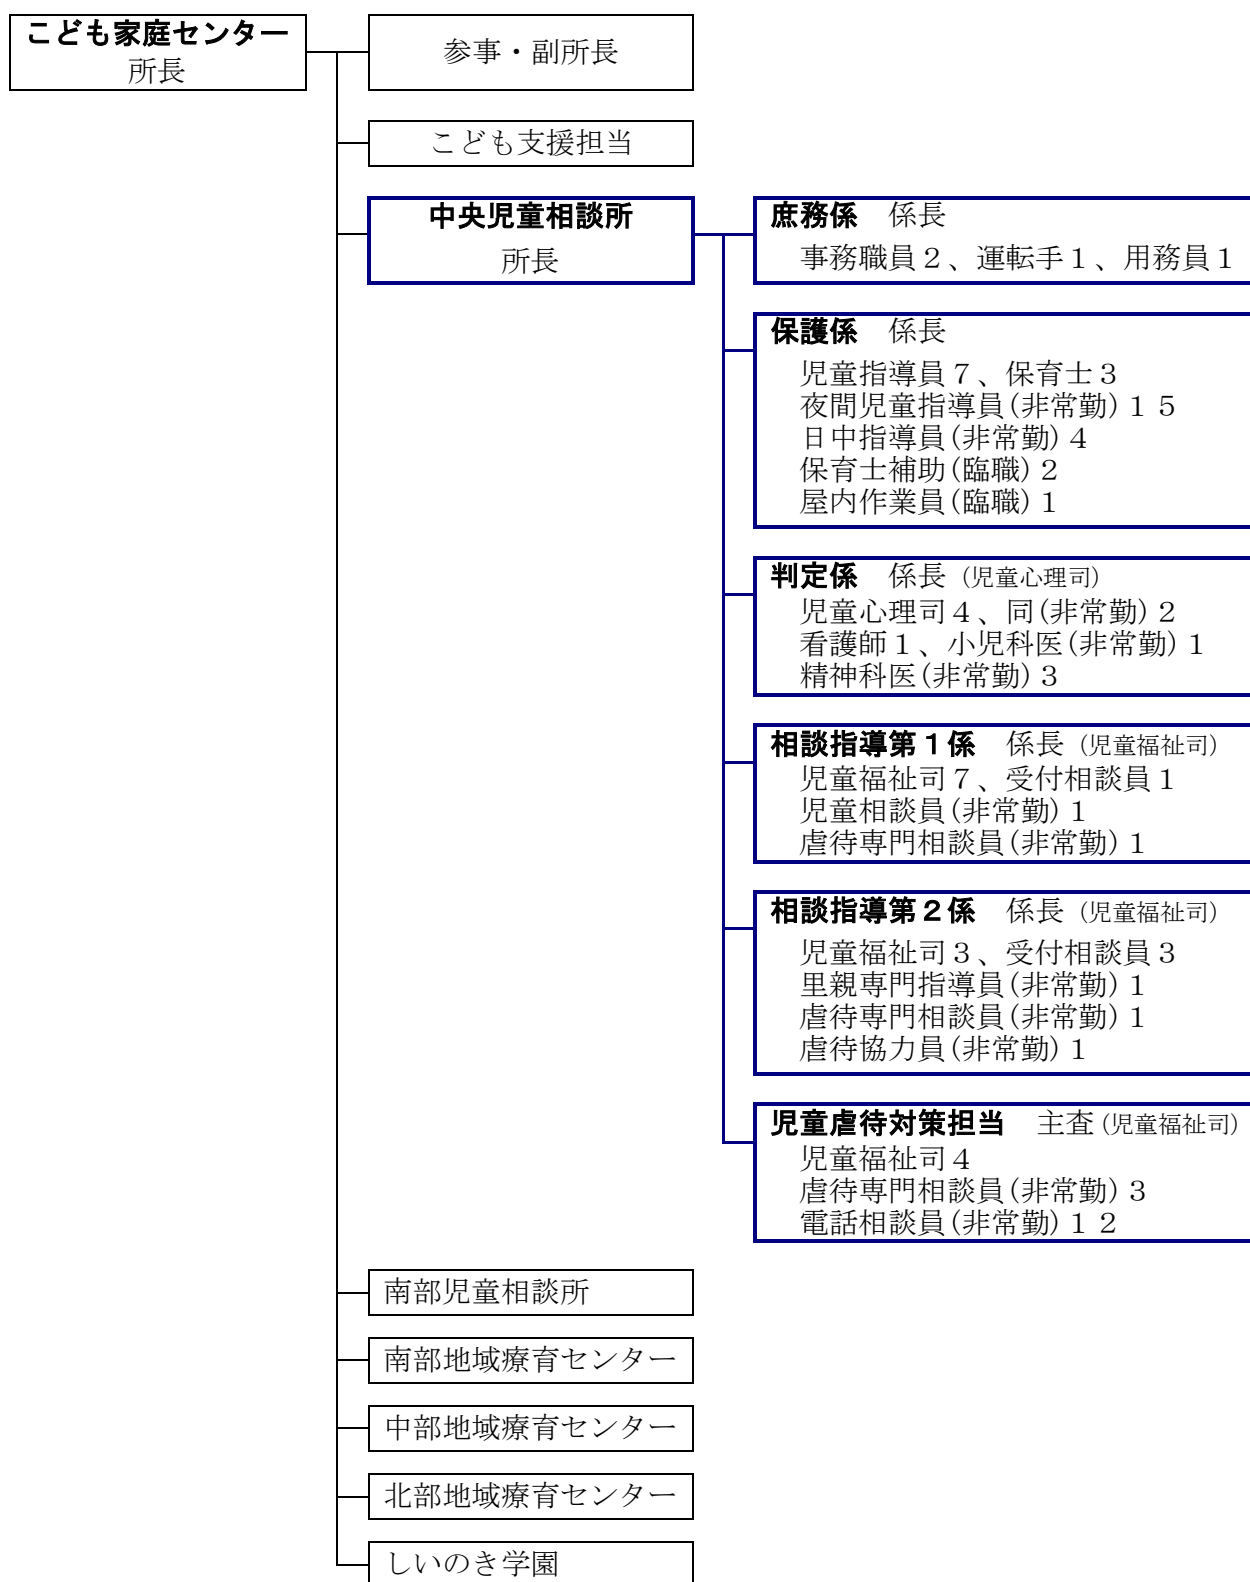 こども家庭センター
所長
参事・副所長
こども支援担当
中央児童相談所
所長
庶務係　係長
事務職員２、運転手１、用務員１
保護係　係長
児童指導員７、保育士３
夜間児童指導員(非常勤)１５
日中指導員(非常勤)４
保育士補助(臨職)２
屋内作業員(臨職)１
判定係　係長 (児童心理司)
児童心理司４、同(非常勤)２
看護師１、小児科医(非常勤)１
精神科医(非常勤)３
相談指導第１係　係長 (児童福祉司)
児童福祉司７、受付相談員１
児童相談員(非常勤)１
虐待専門相談員(非常勤)１
相談指導第２係　係長 (児童福祉司)
児童福祉司３、受付相談員３
里親専門指導員(非常勤)１
虐待専門相談員(非常勤)１
虐待協力員(非常勤)１
児童虐待対策担当　主査 (児童福祉司)
児童福祉司４
虐待専門相談員(非常勤)３
電話相談員(非常勤)１２
南部児童相談所
南部地域療育センター
中部地域療育センター
北部地域療育センター
しいのき学園